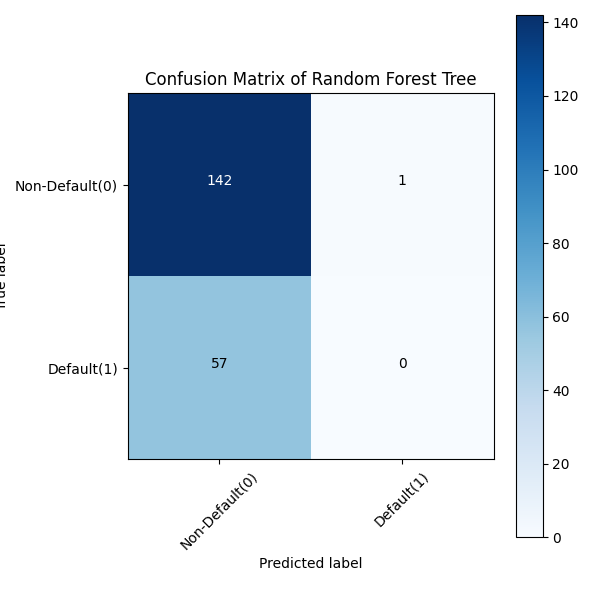 Confusion Matrix of Random Forest Tree
140
120
100
80
60
40
20
0
Non-Default(0)
142
1
label
Default(1)
57
0
Non-Default(0)
Default(1)
Predicted label